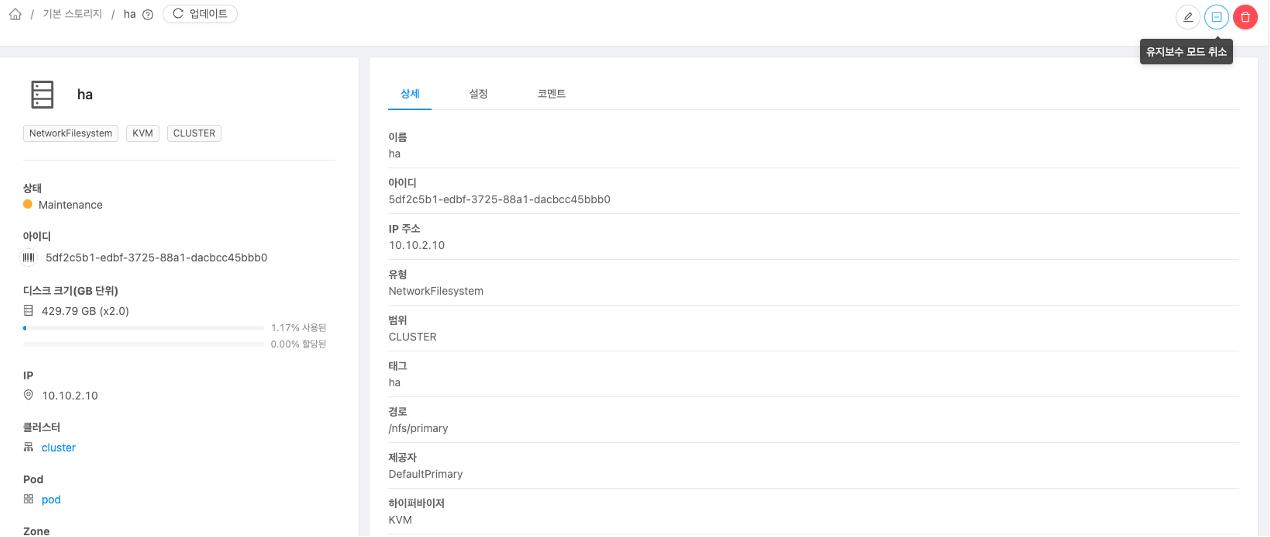 / 기본 스토리지 / ha 업데이트
유지보수 모드 취소
ha
NetworkFilesystem KVM CLUSTER
상태
Maintenance
아이디
5df2c5b1-edbf-3725-88a1-dacbcc45bbb0
디스크 크기(GB 단위)
429.79 GB (x2.0)
1.17% 사용된
0.00% 할당된
IP
10.10.2.10
클러스터
cluster
Pod
pod
Zone
상세 설정 코멘트
이름
ha
아이디
5df2c5b1-edbf-3725-88a1-dacbcc45bbb0
IP 주소
10.10.2.10
유형
NetworkFilesystem
범위
CLUSTER
태그
ha
경로
/nfs/primary
제공자
DefaultPrimary
하이퍼바이저
KVM